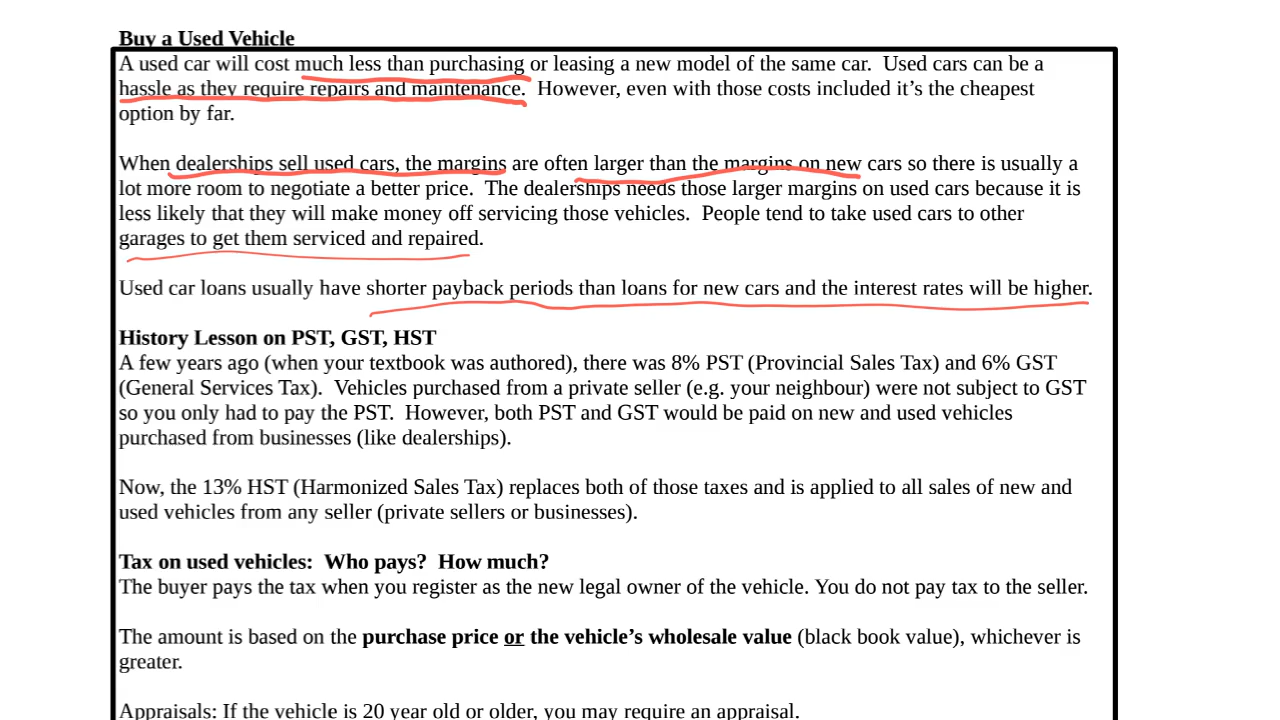 Buy a Used Vehicle
A used car will cost much less than purchasing or leasing a new model of the same car.  Used cars can be a
hassle as they require repairs and maintenance.  However, even with those costs included it's the cheapest
option by far.
When dealerships sell used cars, the margins are often larger than the margins on new cars so there is usually a
lot more room to negotiate a better price.  The dealerships needs those larger margins on used cars because it is
less likely that they will make money off servicing those vehicles.  People tend to take used cars to other
garages to get them serviced and repaired.
Used car loans usually have shorter payback periods than loans for new cars and the interest rates will be higher.
History Lesson on PST, GST, HST
A few years ago (when your textbook was authored), there was 8% PST (Provincial Sales Tax) and 6% GST
(General Services Tax).  Vehicles purchased from a private seller (e.g. your neighbour) were not subject to GST
so you only had to pay the PST.  However, both PST and GST would be paid on new and used vehicles
purchased from businesses (like dealerships).
Now, the 13% HST (Harmonized Sales Tax) replaces both of those taxes and is applied to all sales of new and
used vehicles from any seller (private sellers or businesses).
Tax on used vehicles:  Who pays?  How much?
The buyer pays the tax when you register as the new legal owner of the vehicle. You do not pay tax to the seller.
The amount is based on the purchase price or the vehicle's wholesale value (black book value), whichever is
greater.
Appraisals: If the vehicle is 20 year old or older, you may require an appraisal.